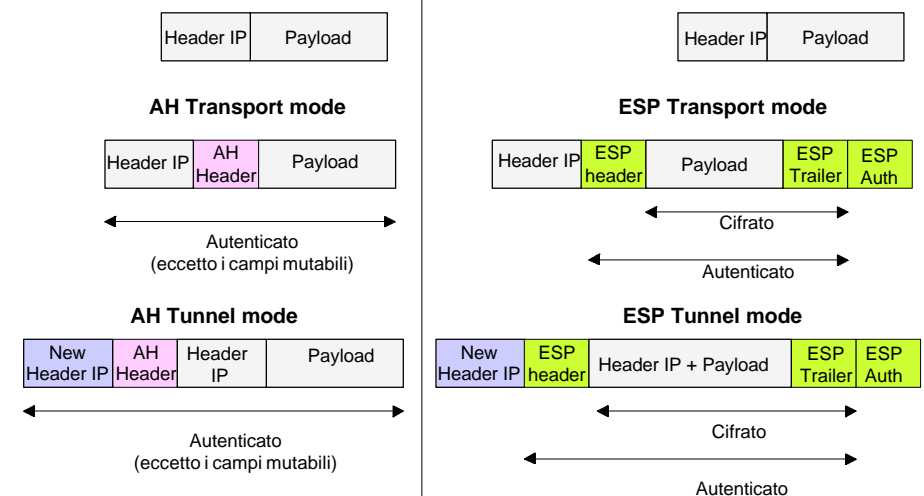 Header IP
Payload
AH Transport mode
Header IP
AH
Header
Payload
Autenticato
(eccetto i campi mutabili)
AH Tunnel mode
New
Header IP
AH
Header
Header
IP
Payload
Autenticato
(eccetto i campi mutabili)
Header IP
Payload
ESP Transport mode
Header IP
ESP
header
Payload
ESP
Trailer
ESP
Auth
Cifrato
Autenticato
ESP Tunnel mode
New
Header IP
ESP
header
Header IP + Payload
ESP
Trailer
ESP
Auth
Cifrato
Autenticato